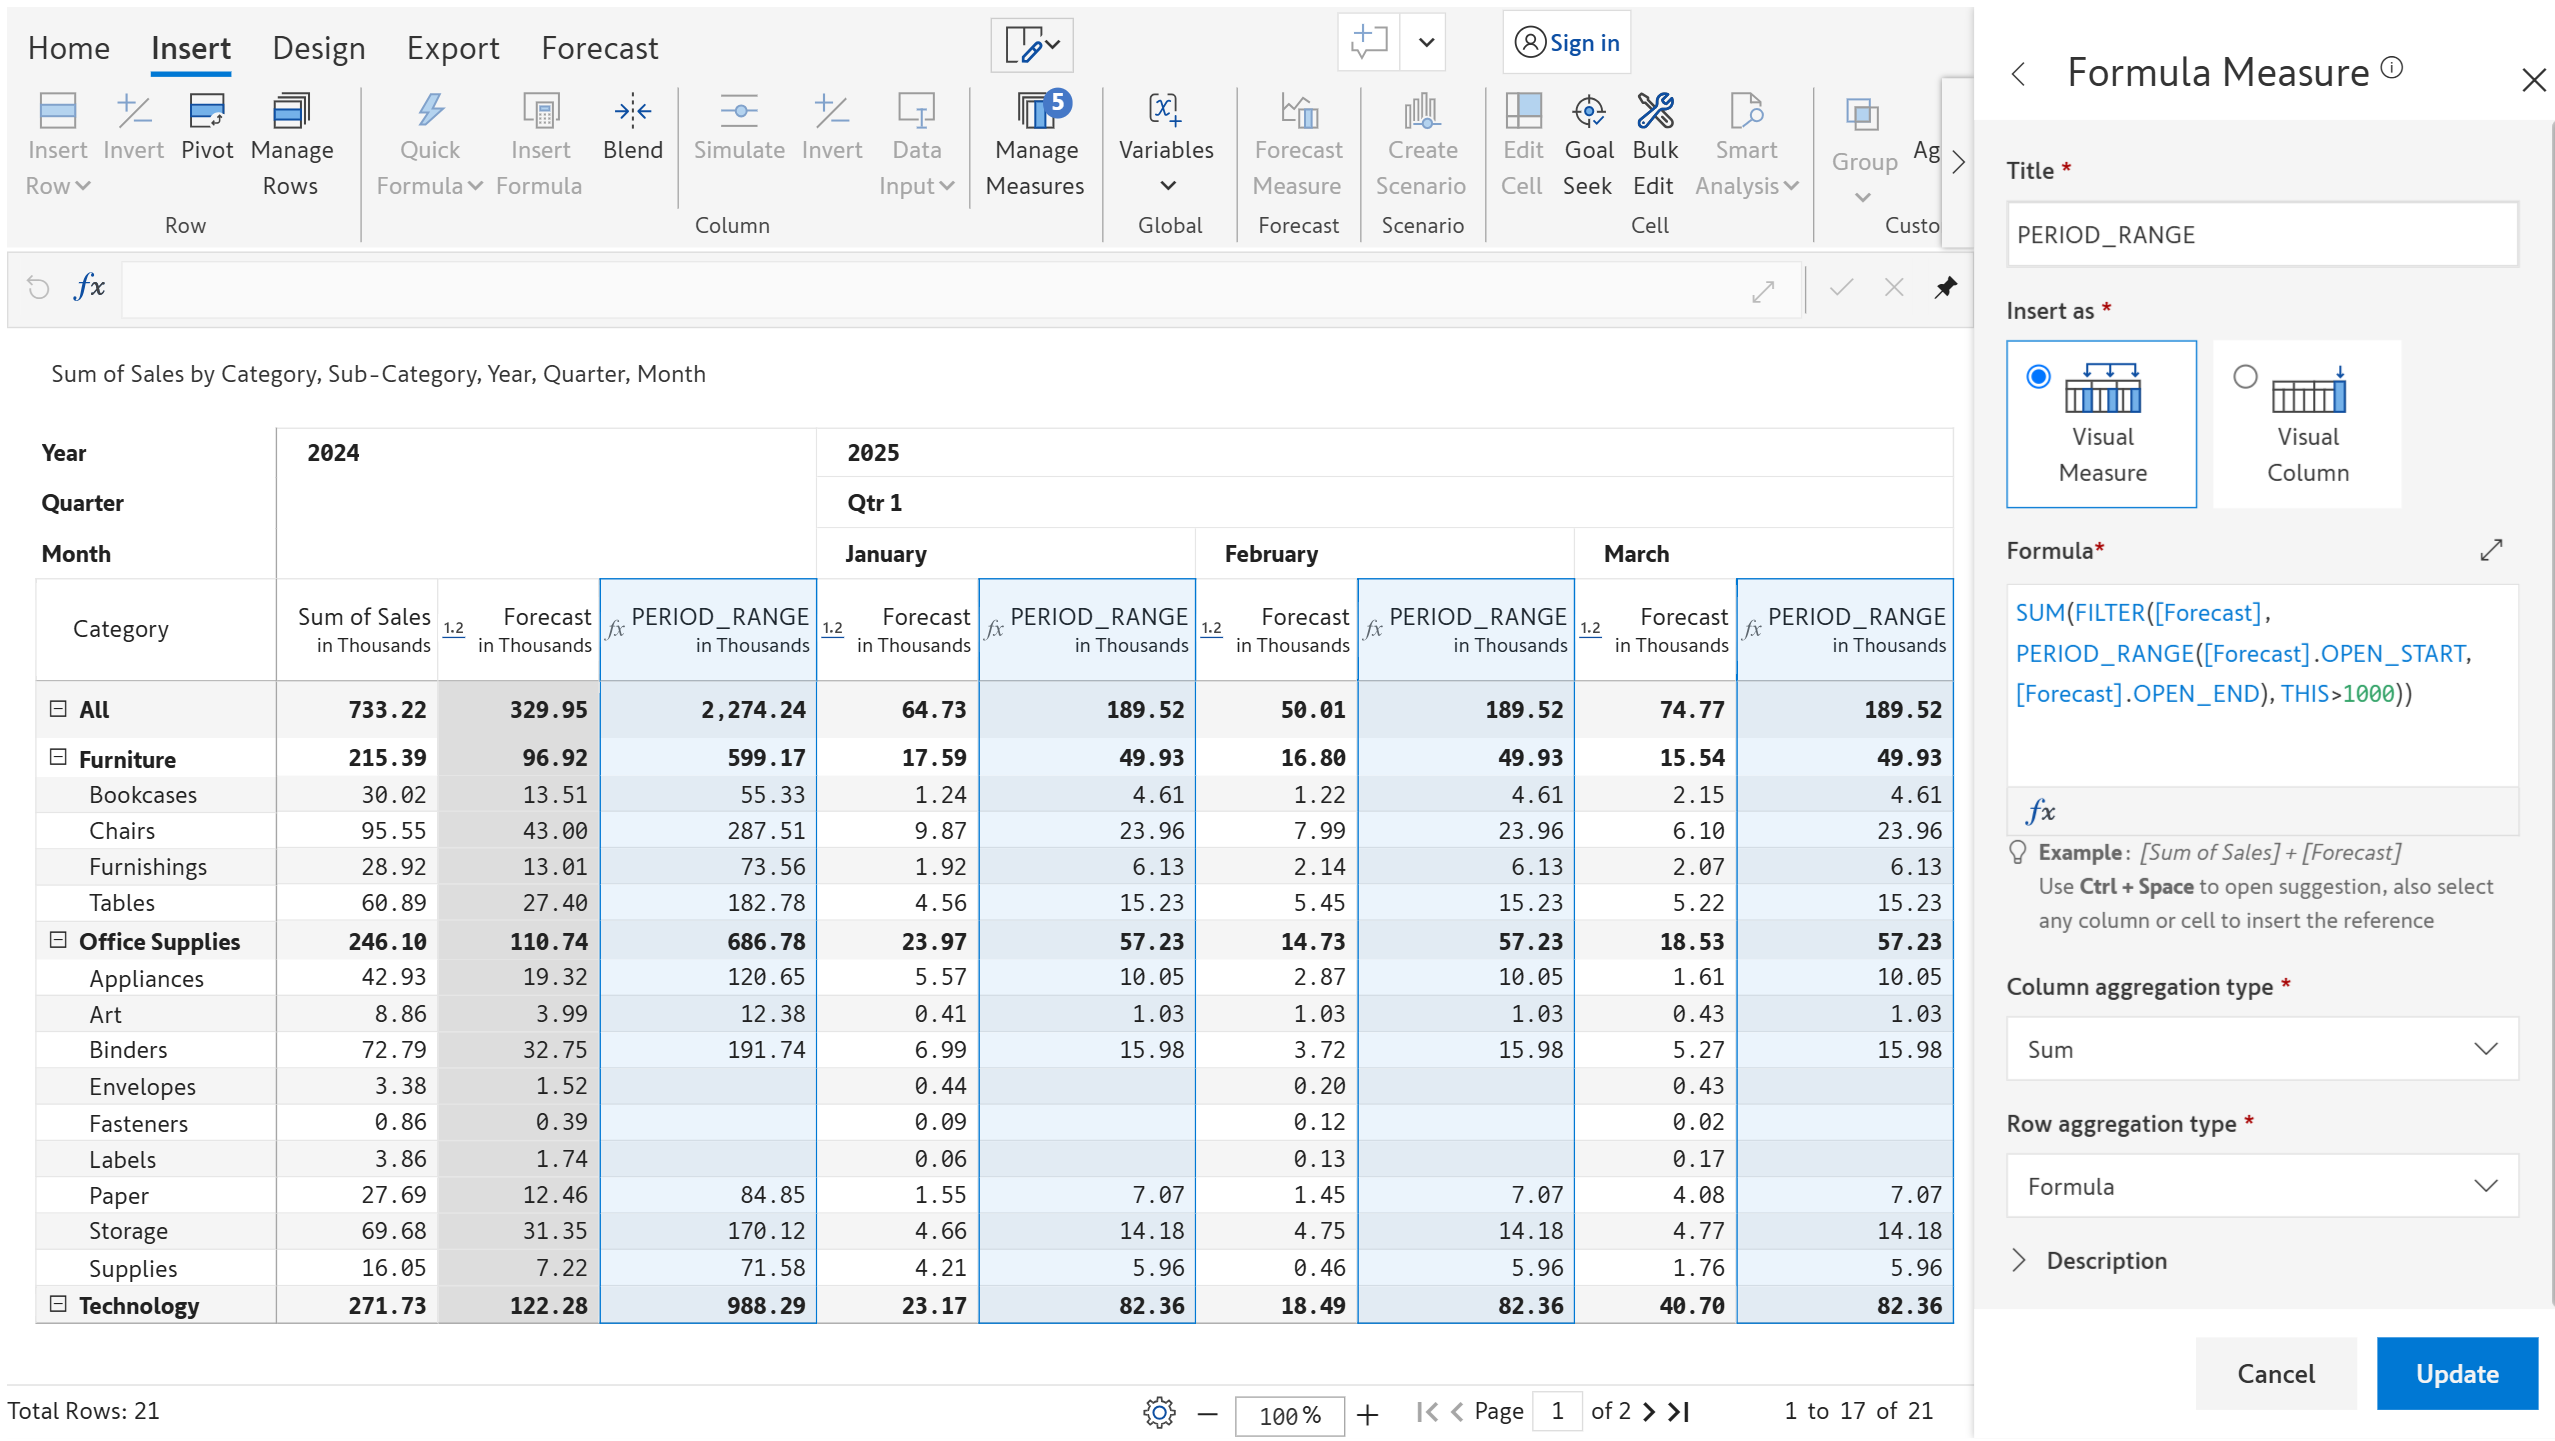 Home Insert Design Export Forecast
Sign in
Insert Row Invert Pivot Manage Rows
Row
Quick Formula Insert Formula Blend Simulate Invert Data Input
Column
Manage Measures 5
Variables
Global
Forecast Measure
Forecast
Create Scenario
Scenario
Edit Cell Goal Seek Bulk Edit Smart Analysis
Cell
Group Ag
Custo
fx
Sum of Sales by Category, Sub-Category, Year, Quarter, Month
Year 2024 2025
Quarter Qtr 1
Month January February March
Category Sum of Sales in Thousands 1.2 Forecast in Thousands fx PERIOD_RANGE in Thousands 1.2 Forecast in Thousands fx PERIOD_RANGE in Thousands 1.2 Forecast in Thousands fx PERIOD_RANGE in Thousands 1.2 Forecast in Thousands fx PERIOD_RANGE in Thousands
All 733.22 329.95 2,274.24 64.73 189.52 50.01 189.52 74.77 189.52
Furniture 215.39 96.92 599.17 17.59 49.93 16.80 49.93 15.54 49.93
Bookcases 30.02 13.51 55.33 1.24 4.61 1.22 4.61 2.15 4.61
Chairs 95.55 43.00 287.51 9.87 23.96 7.99 23.96 6.10 23.96
Furnishings 28.92 13.01 73.56 1.92 6.13 2.14 6.13 2.07 6.13
Tables 60.89 27.40 182.78 4.56 15.23 5.45 15.23 5.22 15.23
Office Supplies 246.10 110.74 686.78 23.97 57.23 14.73 57.23 18.53 57.23
Appliances 42.93 19.32 120.65 5.57 10.05 2.87 10.05 1.61 10.05
Art 8.86 3.99 12.38 0.41 1.03 1.03 1.03 0.43 1.03
Binders 72.79 32.75 191.74 6.99 15.98 3.72 15.98 5.27 15.98
Envelopes 3.38 1.52 0.44 0.20 0.43
Fasteners 0.86 0.39 0.09 0.12 0.02
Labels 3.86 1.74 0.06 0.13 0.17
Paper 27.69 12.46 84.85 1.55 7.07 1.45 7.07 4.08 7.07
Storage 69.68 31.35 170.12 4.66 14.18 4.75 14.18 4.77 14.18
Supplies 16.05 7.22 71.58 4.21 5.96 0.46 5.96 1.76 5.96
Technology 271.73 122.28 988.29 23.17 82.36 18.49 82.36 40.70 82.36
Total Rows: 21
100% Page 1 of 2 1 to 17 of 21
Formula Measure
Title *
PERIOD_RANGE
Insert as *
Visual Measure
Visual Column
Formula*
SUM(FILTER([Forecast],
PERIOD_RANGE([Forecast].OPEN_START,
[Forecast].OPEN_END), THIS>1000))
fx
Example: [Sum of Sales] + [Forecast]
Use Ctrl + Space to open suggestion, also select
any column or cell to insert the reference
Column aggregation type *
Sum
Row aggregation type *
Formula
Description
Cancel Update